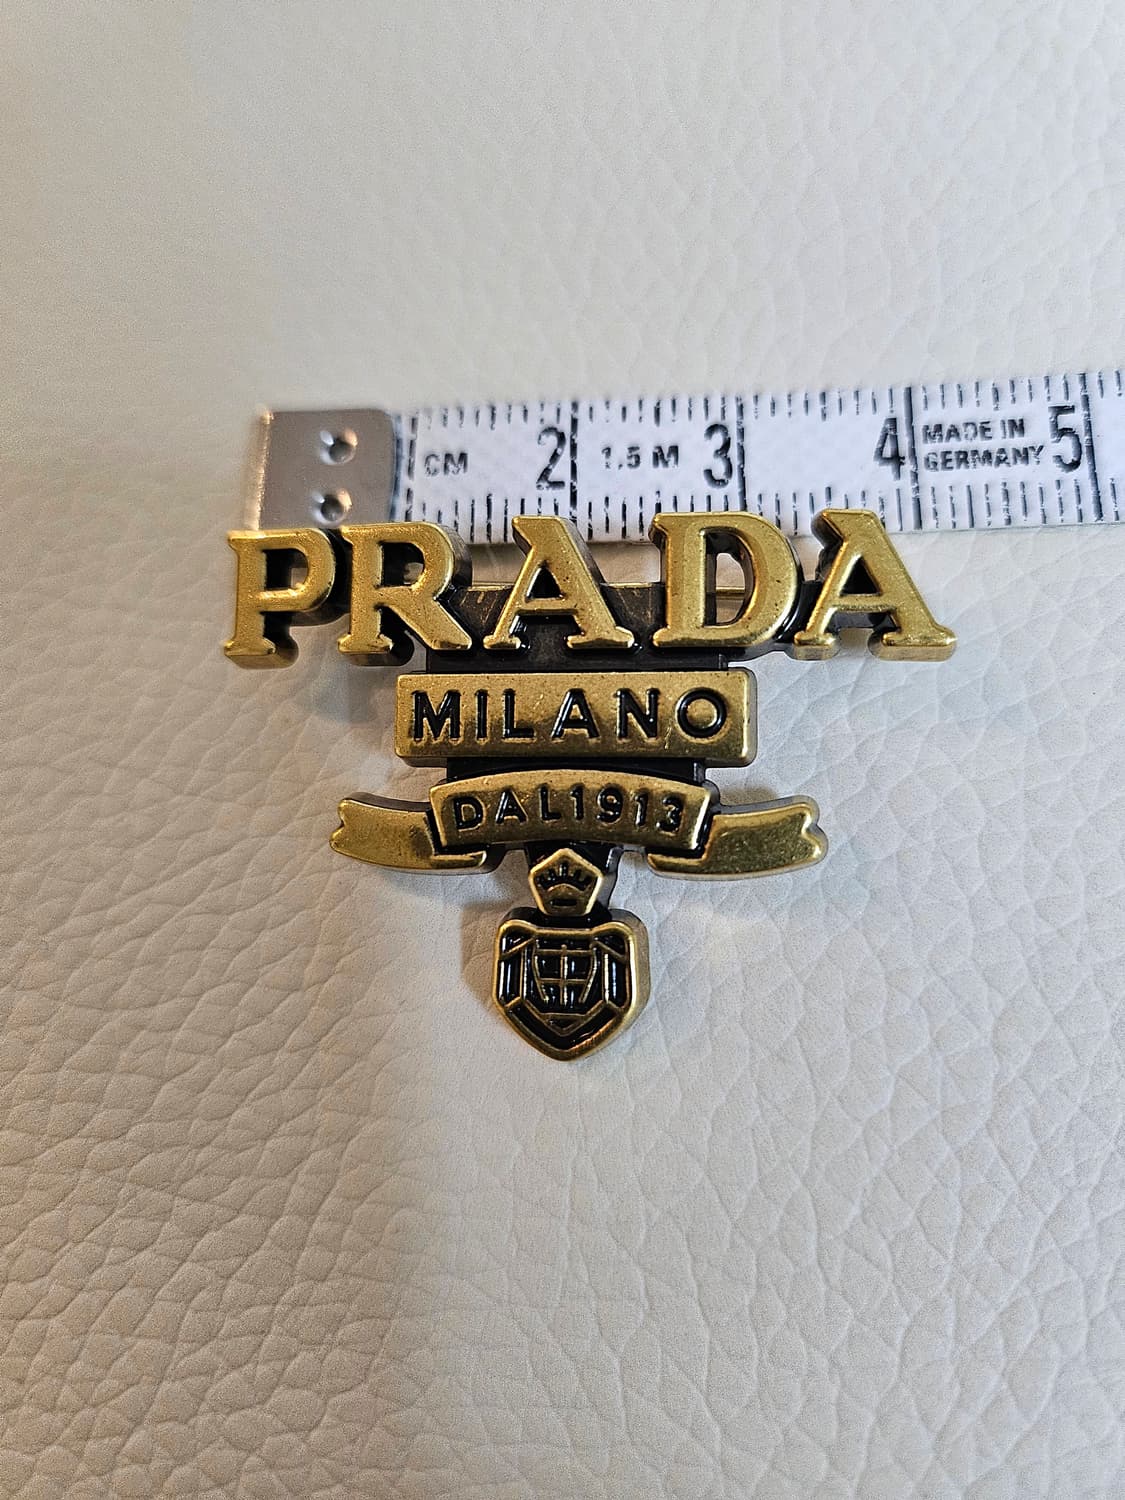 CM 2 1.5 M 3 4 MADE IN GERMANY 5
PRADA
MILANO
DAL1913